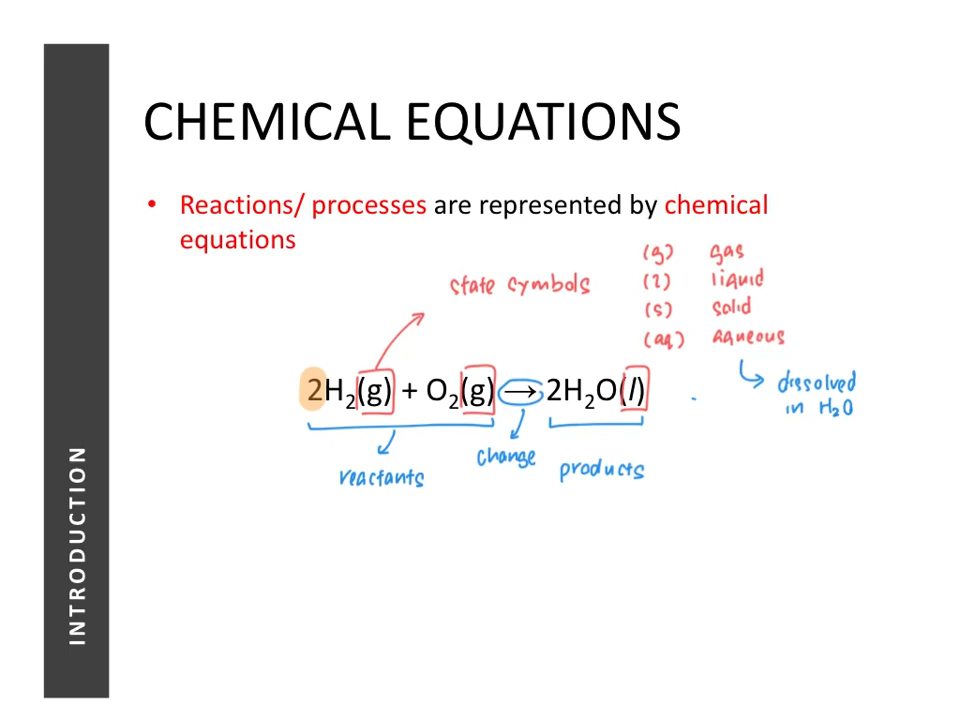 CHEMICAL EQUATIONS
• Reactions/ processes are represented by chemical
equations
state symbols
(g) gas
(l) liquid
(s) solid
(aq) aqueous
dissolved
in H₂O
2H₂(g) + O₂(g) → 2H₂O(l)
reactants
change
products
INTRODUCTION